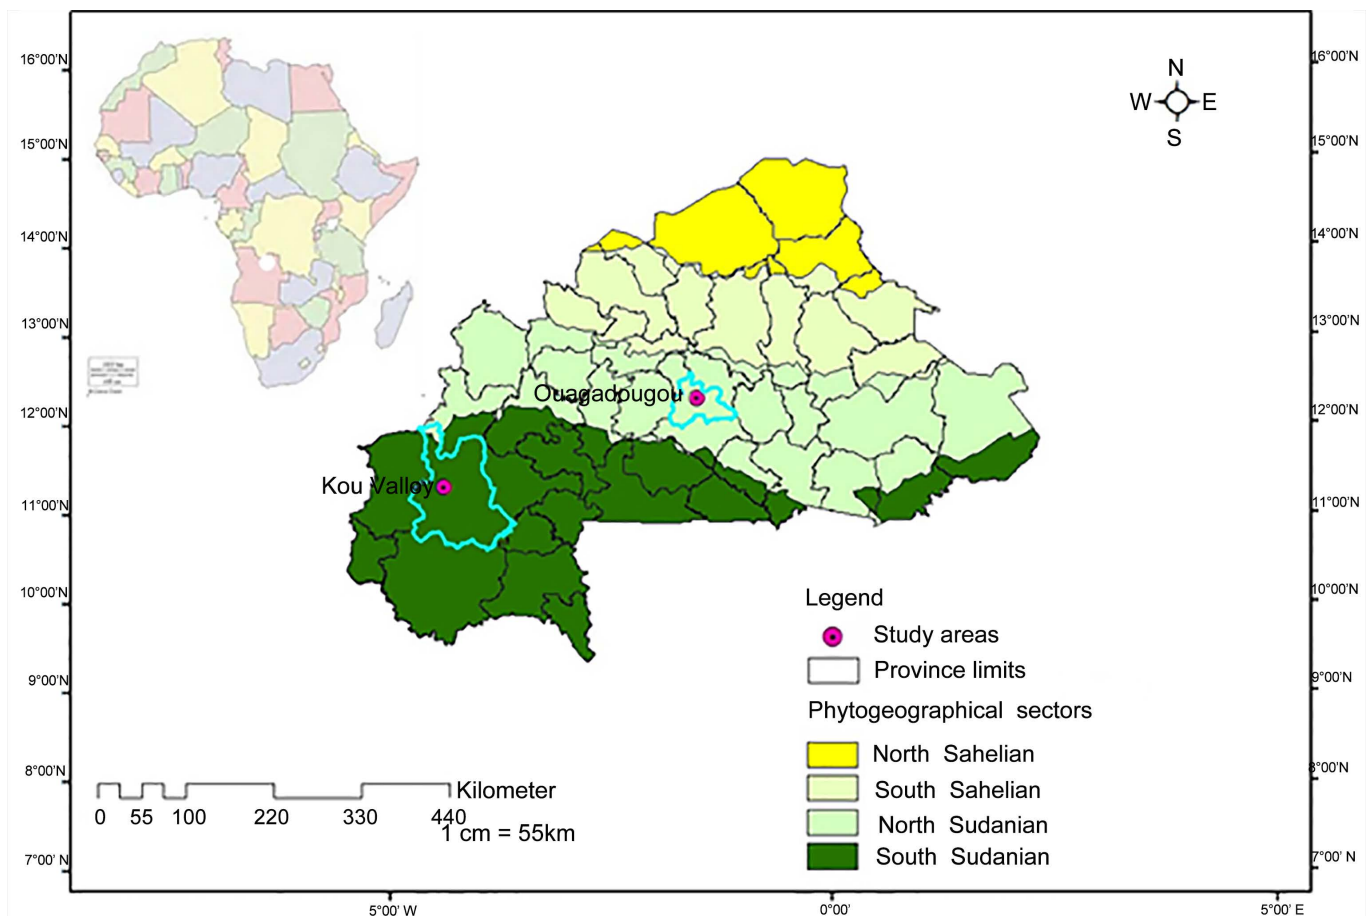 16°00'N
16°00'N
N
W
E
S
15°00'N
15°00'N
14°00'N
14°00'N
13°00'N
13°00'N
Ouagadougou
12°00'N
12°00'N
Kou Valloy
11°00'N
11°00'N
10°00'N
10°00'N
9°00'N
9°00'N
8°00'N
8°00'N
7°00' N
7°00' N
Legend
Study areas
Province limits
Phytogeographical sectors
North Sahelian
South Sahelian
North Sudanian
South Sudanian
Kilometer
0 55 100 220 330 440
1 cm = 55km
5°00' W
0°00'
5°00' E